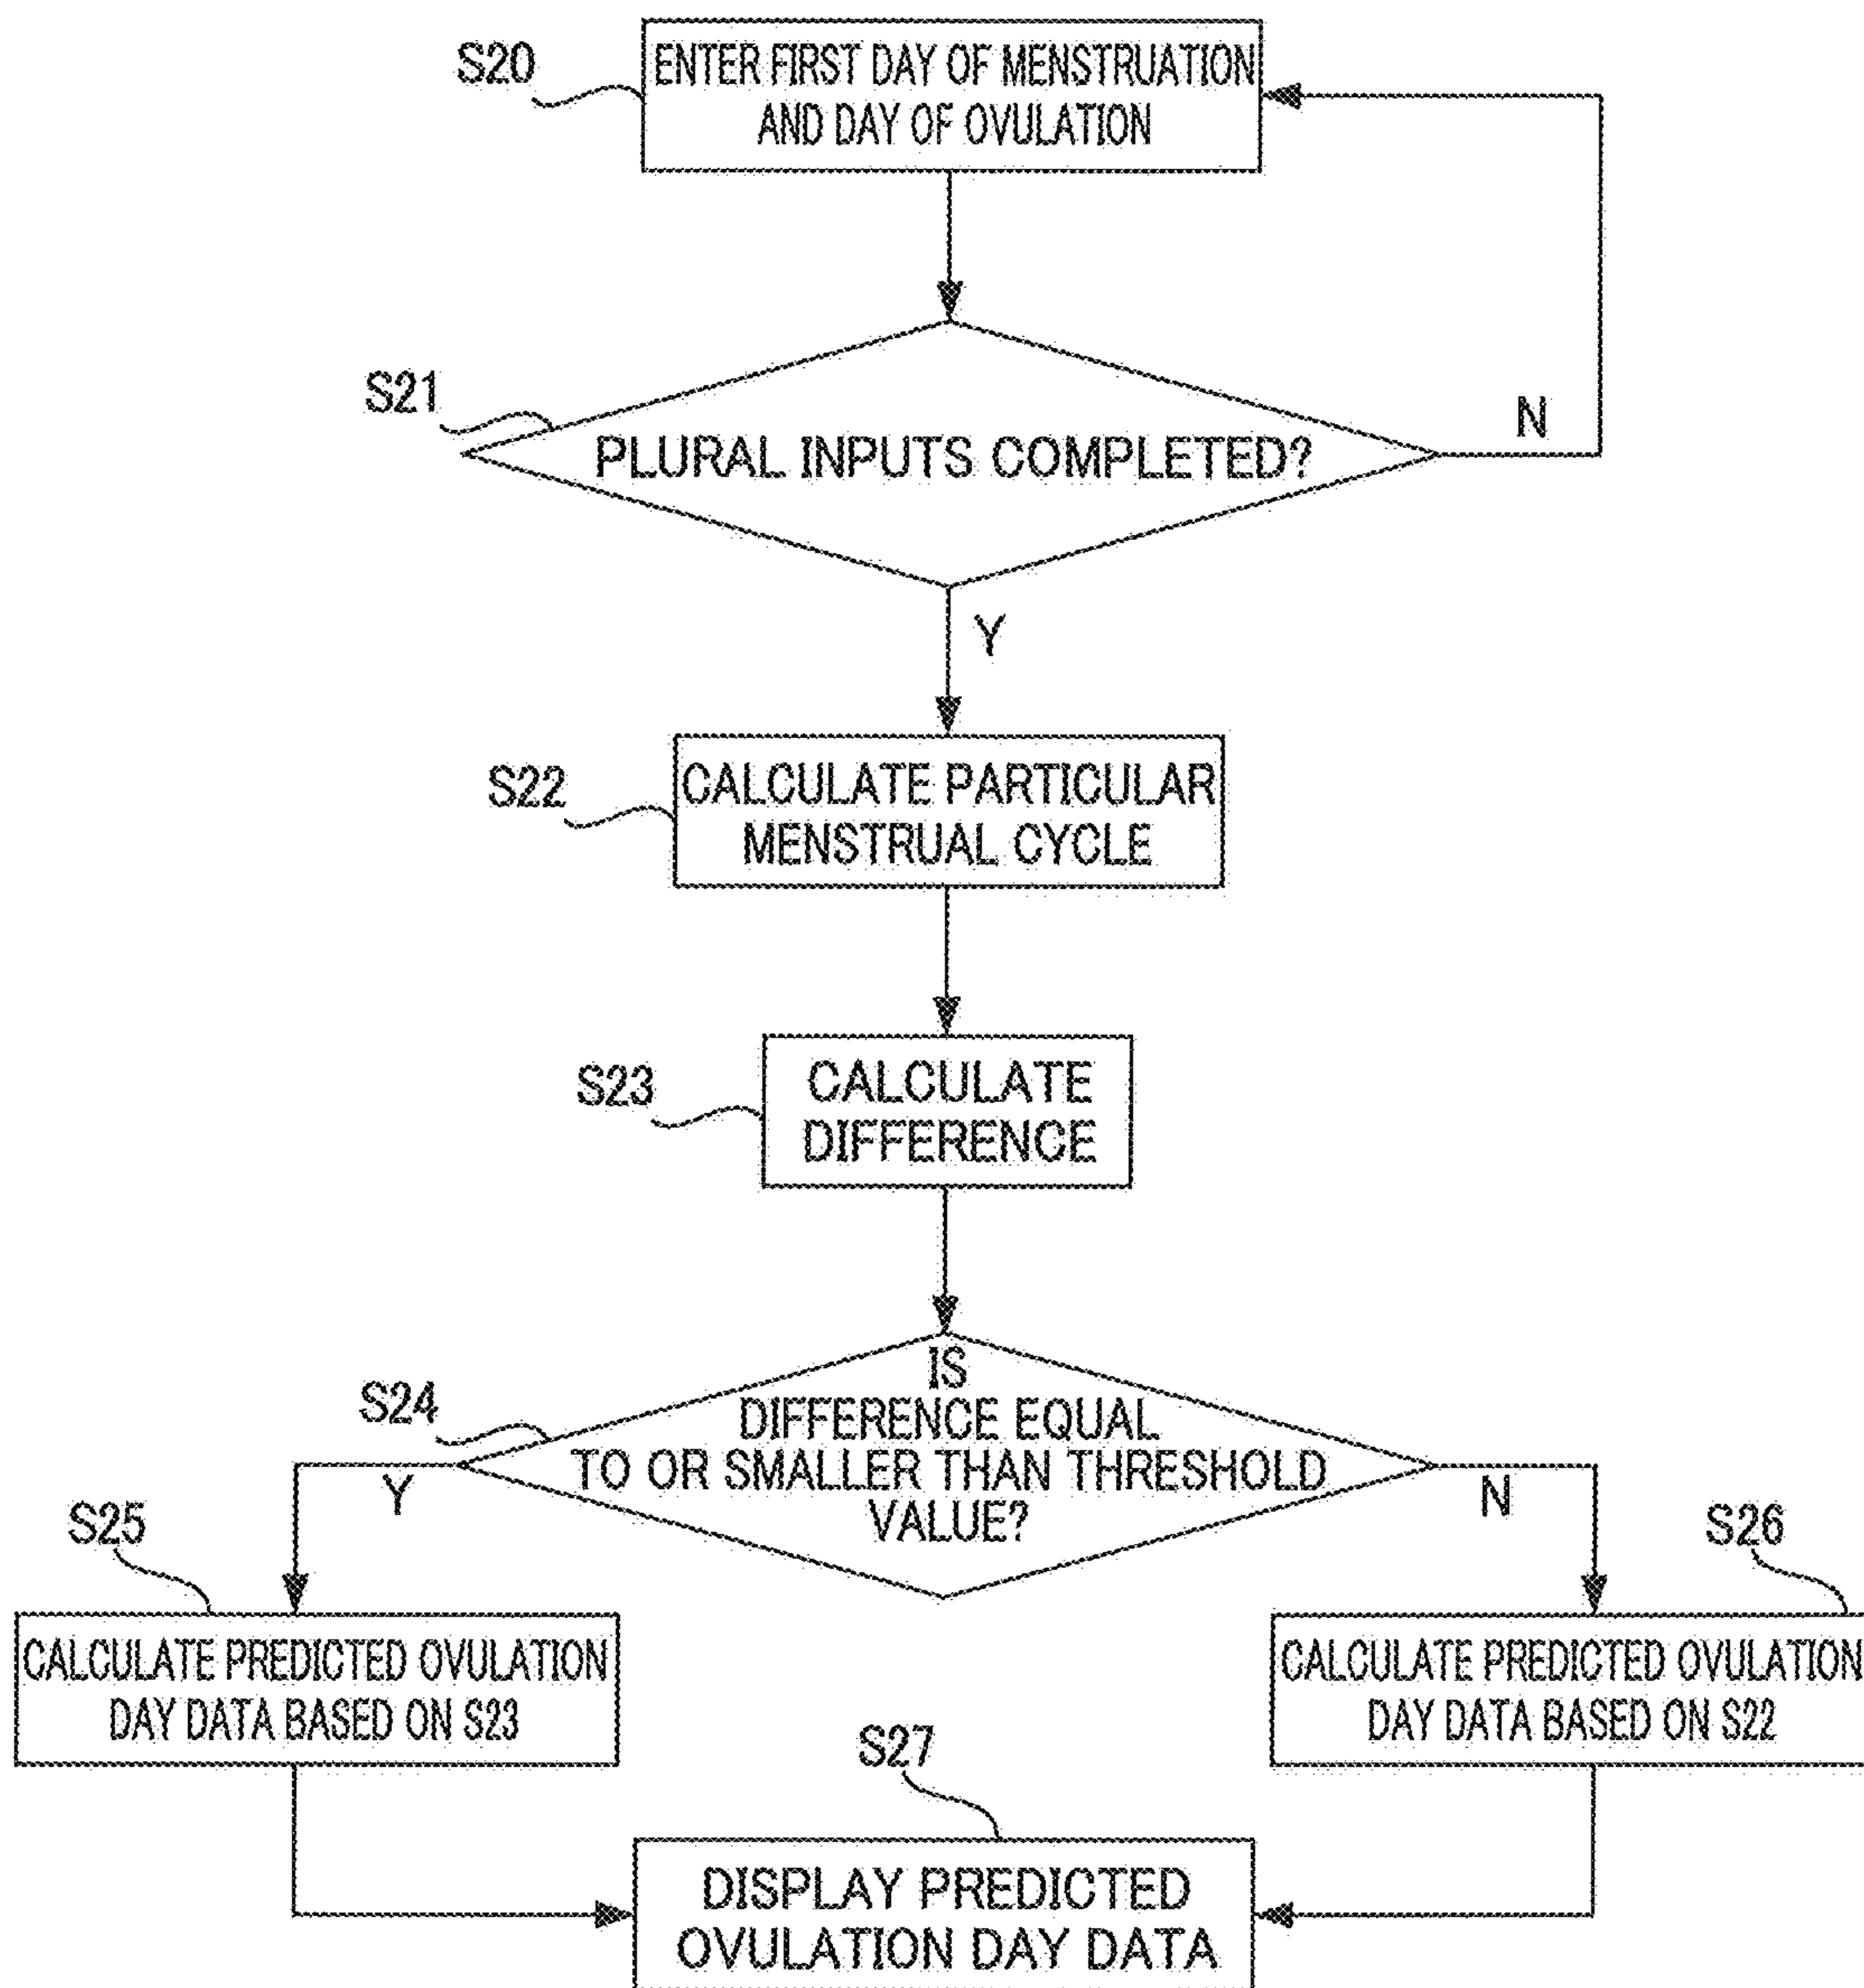 S20
ENTER FIRST DAY OF MENSTRUATION
AND DAY OF OVULATION
S21
PLURAL INPUTS COMPLETED?
N
Y
S22
CALCULATE PARTICULAR
MENSTRUAL CYCLE
S23
CALCULATE
DIFFERENCE
S24
IS
DIFFERENCE EQUAL
TO OR SMALLER THAN THRESHOLD
VALUE?
Y
N
S25
CALCULATE PREDICTED OVULATION
DAY DATA BASED ON S23
S26
CALCULATE PREDICTED OVULATION
DAY DATA BASED ON S22
S27
DISPLAY PREDICTED
OVULATION DAY DATA